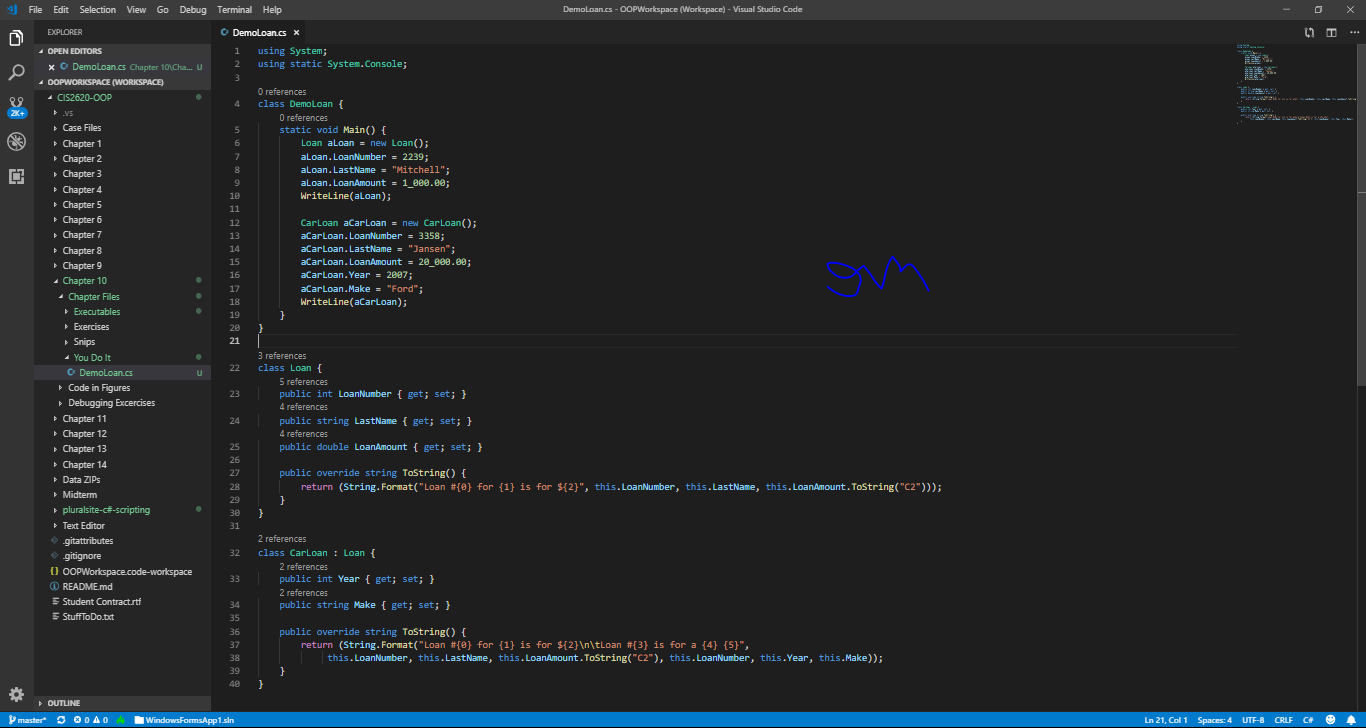 File Edit Selection View Go Debug Terminal Help
DemoLoan.cs - OOPWorkspace (Workspace) - Visual Studio Code
EXPLORER
OPEN EDITORS
DemoLoan.cs Chapter 10\Cha... U
OOPWORKSPACE (WORKSPACE)
CIS2620-OOP
.vs
Case Files
Chapter 1
Chapter 2
Chapter 3
Chapter 4
Chapter 5
Chapter 6
Chapter 7
Chapter 8
Chapter 9
Chapter 10
Chapter Files
Executables
Exercises
Snips
You Do It
DemoLoan.cs U
Code in Figures
Debugging Excercises
Chapter 11
Chapter 12
Chapter 13
Chapter 14
Data ZIPs
Midterm
pluralsite-c#-scripting
Text Editor
.gitattributes
.gitignore
{} OOPWorkspace.code-workspace
README.md
Student Contract.rtf
StuffToDo.txt
OUTLINE
2K+
DemoLoan.cs
1 using System;
2 using static System.Console;
3
0 references
4 class DemoLoan {
0 references
5 static void Main() {
6 Loan aLoan = new Loan();
7 aLoan.LoanNumber = 2239;
8 aLoan.LastName = "Mitchell";
9 aLoan.LoanAmount = 1_000.00;
10 WriteLine(aLoan);
11
12 CarLoan aCarLoan = new CarLoan();
13 aCarLoan.LoanNumber = 3358;
14 aCarLoan.LastName = "Jansen";
15 aCarLoan.LoanAmount = 20_000.00;
16 aCarLoan.Year = 2007;
17 aCarLoan.Make = "Ford";
18 WriteLine(aCarLoan);
19 }
20 }
21
3 references
22 class Loan {
5 references
23 public int LoanNumber { get; set; }
4 references
24 public string LastName { get; set; }
4 references
25 public double LoanAmount { get; set; }
26
27 public override string ToString() {
28 return (String.Format("Loan #{0} for {1} is for ${2}", this.LoanNumber, this.LastName, this.LoanAmount.ToString("C2")));
29 }
30 }
31
2 references
32 class CarLoan : Loan {
2 references
33 public int Year { get; set; }
2 references
34 public string Make { get; set; }
35
36 public override string ToString() {
37 return (String.Format("Loan #{0} for {1} is for ${2}\n\tLoan #{3} is for a {4} {5}",
38 this.LoanNumber, this.LastName, this.LoanAmount.ToString("C2"), this.LoanNumber, this.Year, this.Make));
39 }
40 }
master* 0 0 WindowsFormsApp1.sln
Ln 21, Col 1 Spaces: 4 UTF-8 CRLF C#